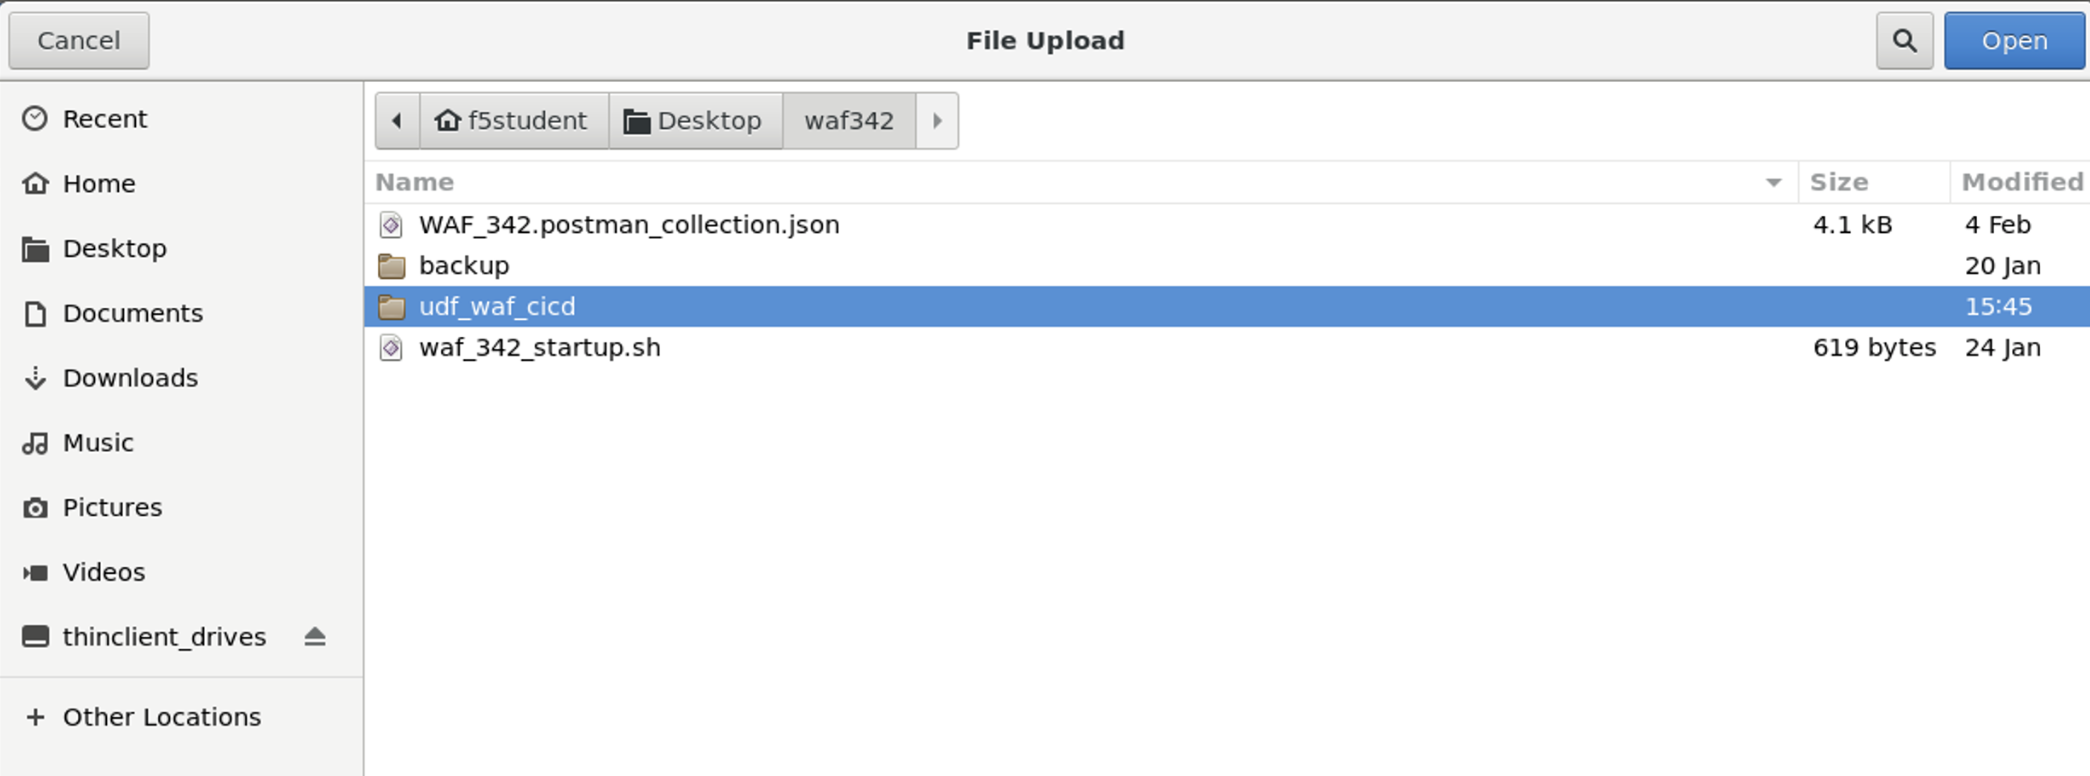 Cancel File Upload Open
f5student Desktop waf342
Recent
Home
Desktop
Documents
Downloads
Music
Pictures
Videos
thinclient_drives
Other Locations
Name Size Modified
WAF_342.postman_collection.json 4.1 kB 4 Feb
backup 20 Jan
udf_waf_cicd 15:45
waf_342_startup.sh 619 bytes 24 Jan